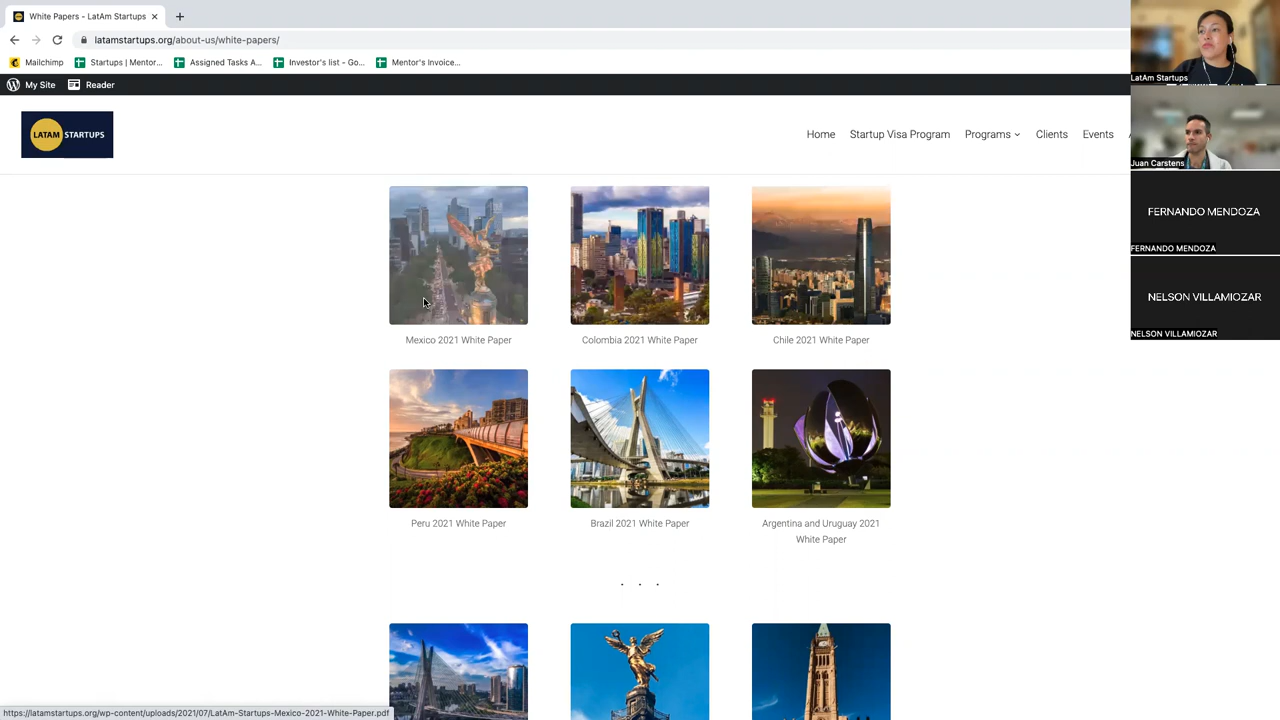 White Papers - LatAm Startups
latamstartups.org/about-us/white-papers/
Mailchimp
Startups | Mentor...
Assigned Tasks A...
Investor's list - Go...
Mentor's Invoice...
My Site
Reader
LATAM STARTUPS
Home
Startup Visa Program
Programs
Clients
Events
LatAm Startups
Juan Carstens
FERNANDO MENDOZA
FERNANDO MENDOZA
NELSON VILLAMIOZAR
NELSON VILLAMIOZAR
Mexico 2021 White Paper
Colombia 2021 White Paper
Chile 2021 White Paper
Peru 2021 White Paper
Brazil 2021 White Paper
Argentina and Uruguay 2021
White Paper
. . .
https://latamstartups.org/wp-content/uploads/2021/07/LatAm-Startups-Mexico-2021-White-Paper.pdf